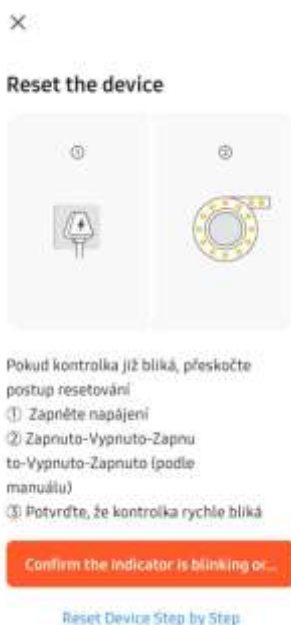 Reset the device
①
②
Pokud kontrolka již bliká, přeskočte
postup resetování
① Zapněte napájení
② Zapnuto-Vypnuto-Zapnu
to-Vypnuto-Zapnuto (podle
manuálu)
③ Potvrďte, že kontrolka rychle bliká
Confirm the indicator is blinking or...
Reset Device Step by Step